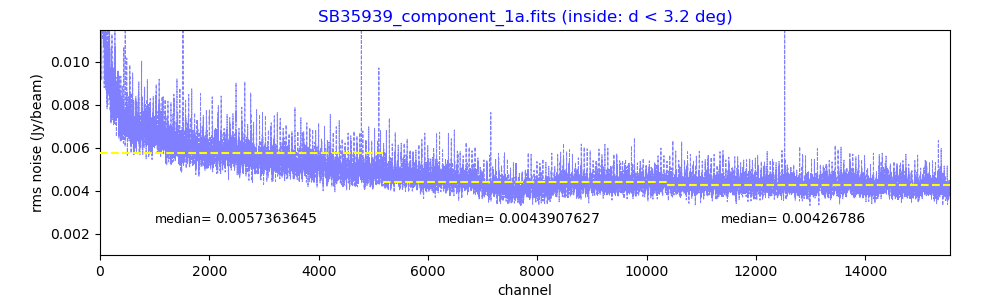 SB35939_component_1a.fits (inside: d < 3.2 deg)
rms noise (Jy/beam)
0.010
0.008
0.006
0.004
0.002
median= 0.0057363645
median= 0.0043907627
median= 0.00426786
0 2000 4000 6000 8000 10000 12000 14000
channel